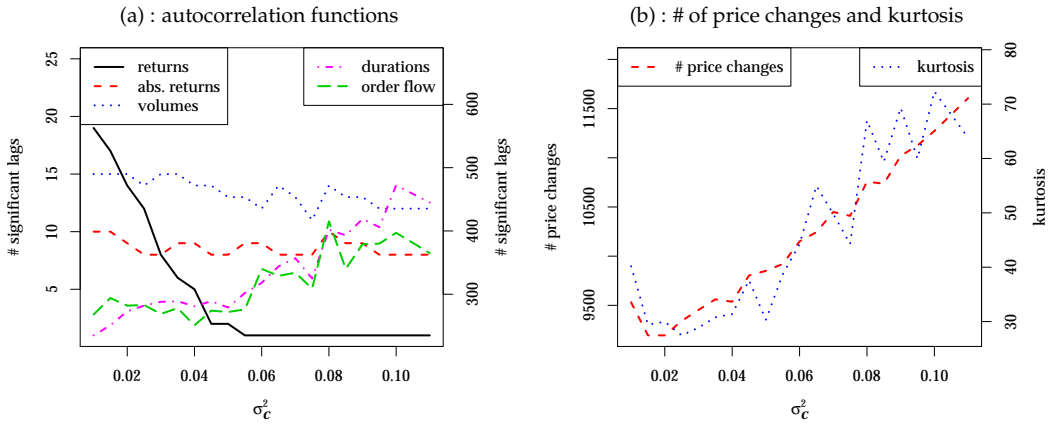 (a) : autocorrelation functions
returns
abs. returns
volumes
durations
order flow
# significant lags
5
10
15
20
25
# significant lags
300
400
500
600
0.02
0.04
0.06
0.08
0.10
σ²_c
(b) : # of price changes and kurtosis
# price changes
kurtosis
# price changes
9500
10500
11500
kurtosis
30
40
50
60
70
80
0.02
0.04
0.06
0.08
0.10
σ²_c